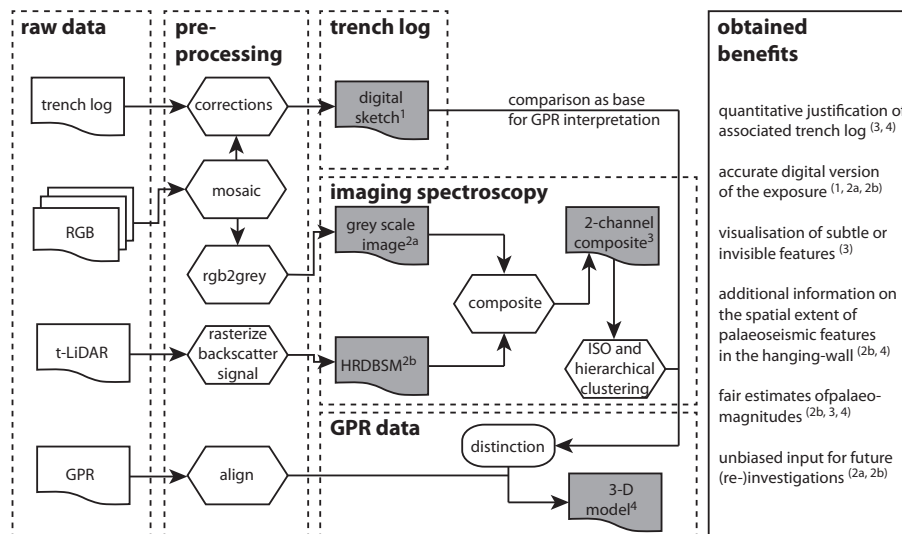 raw data
pre-
processing
trench log
obtained
benefits
trench log
corrections
digital
sketch1
comparison as base
for GPR interpretation
RGB
mosaic
rgb2grey
imaging spectroscopy
grey scale
image2a
2-channel
composite3
composite
t-LiDAR
rasterize
backscatter
signal
HRDBSM2b
ISO and
hierarchical
clustering
GPR data
distinction
GPR
align
3-D
model4
quantitative justification of
associated trench log (3, 4)
accurate digital version
of the exposure (1, 2a, 2b)
visualisation of subtle or
invisible features (3)
additional information on
the spatial extent of
palaeoseismic features
in the hanging-wall (2b, 4)
fair estimates ofpalaeo-
magnitudes (2b, 3, 4)
unbiased input for future
(re-)investigations (2a, 2b)